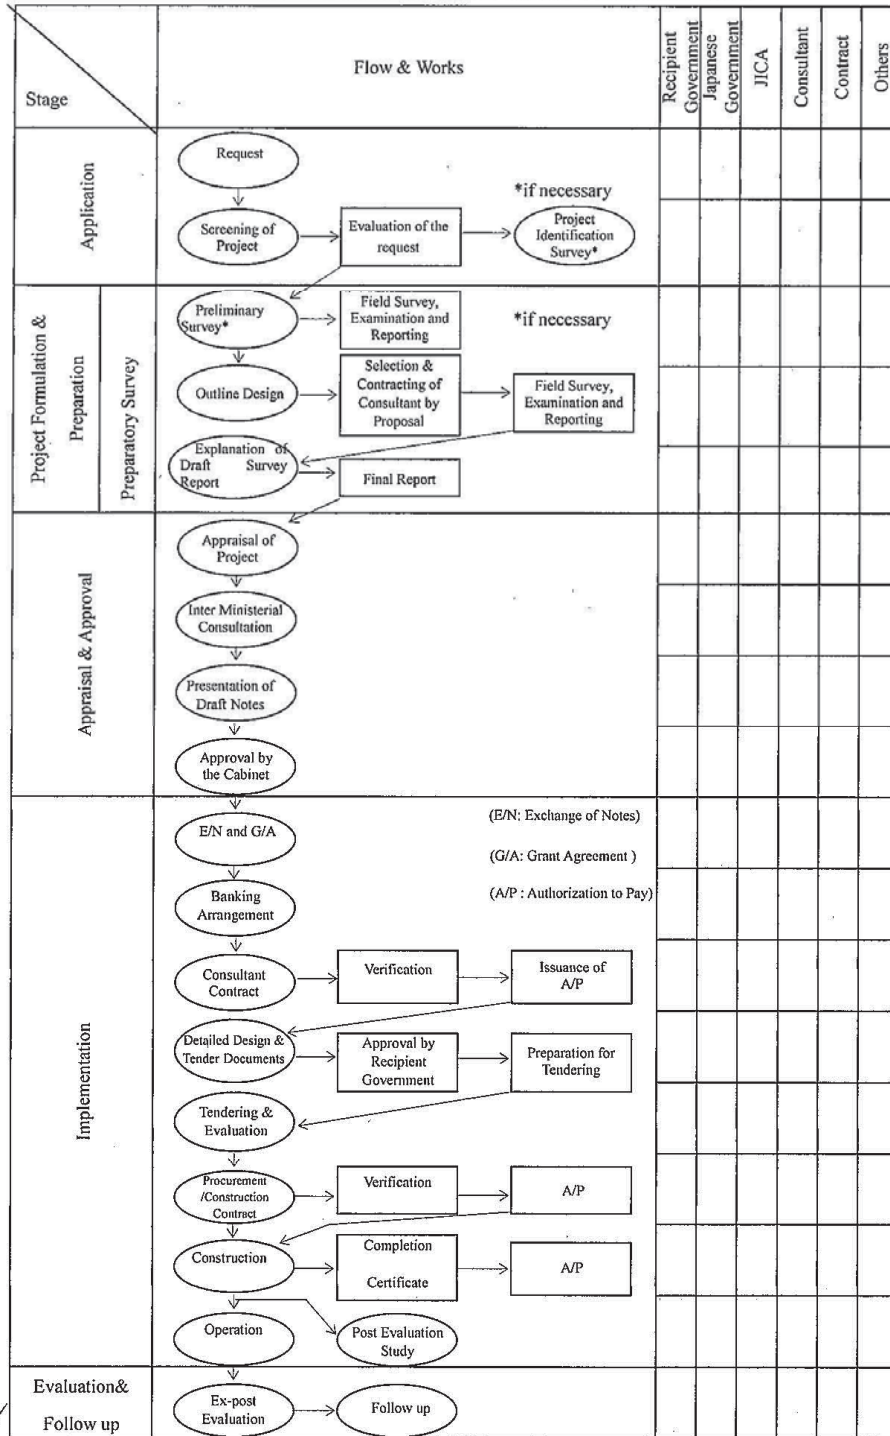 Stage
Flow & Works
Recipient
Government
Japanese
Government
JICA
Consultant
Contract
Others
Application
Request
*if necessary
Screening of
Project
Evaluation of the
request
Project
Identification
Survey*
Project Formulation &
Preparation
Preparatory Survey
Preliminary
Survey*
Field Survey,
Examination and
Reporting
*if necessary
Outline Design
Selection &
Contracting of
Consultant by
Proposal
Field Survey,
Examination and
Reporting
Explanation of
Draft Survey
Report
Final Report
Appraisal & Approval
Appraisal of
Project
Inter Ministerial
Consultation
Presentation of
Draft Notes
Approval by
the Cabinet
Implementation
E/N and G/A
(E/N: Exchange of Notes)
(G/A: Grant Agreement )
(A/P : Authorization to Pay)
Banking
Arrangement
Consultant
Contract
Verification
Issuance of
A/P
Detailed Design &
Tender Documents
Approval by
Recipient
Government
Preparation for
Tendering
Tendering &
Evaluation
Procurement
/Construction
Contract
Verification
A/P
Construction
Completion
Certificate
A/P
Operation
Post Evaluation
Study
Evaluation&
Follow up
Ex-post
Evaluation
Follow up